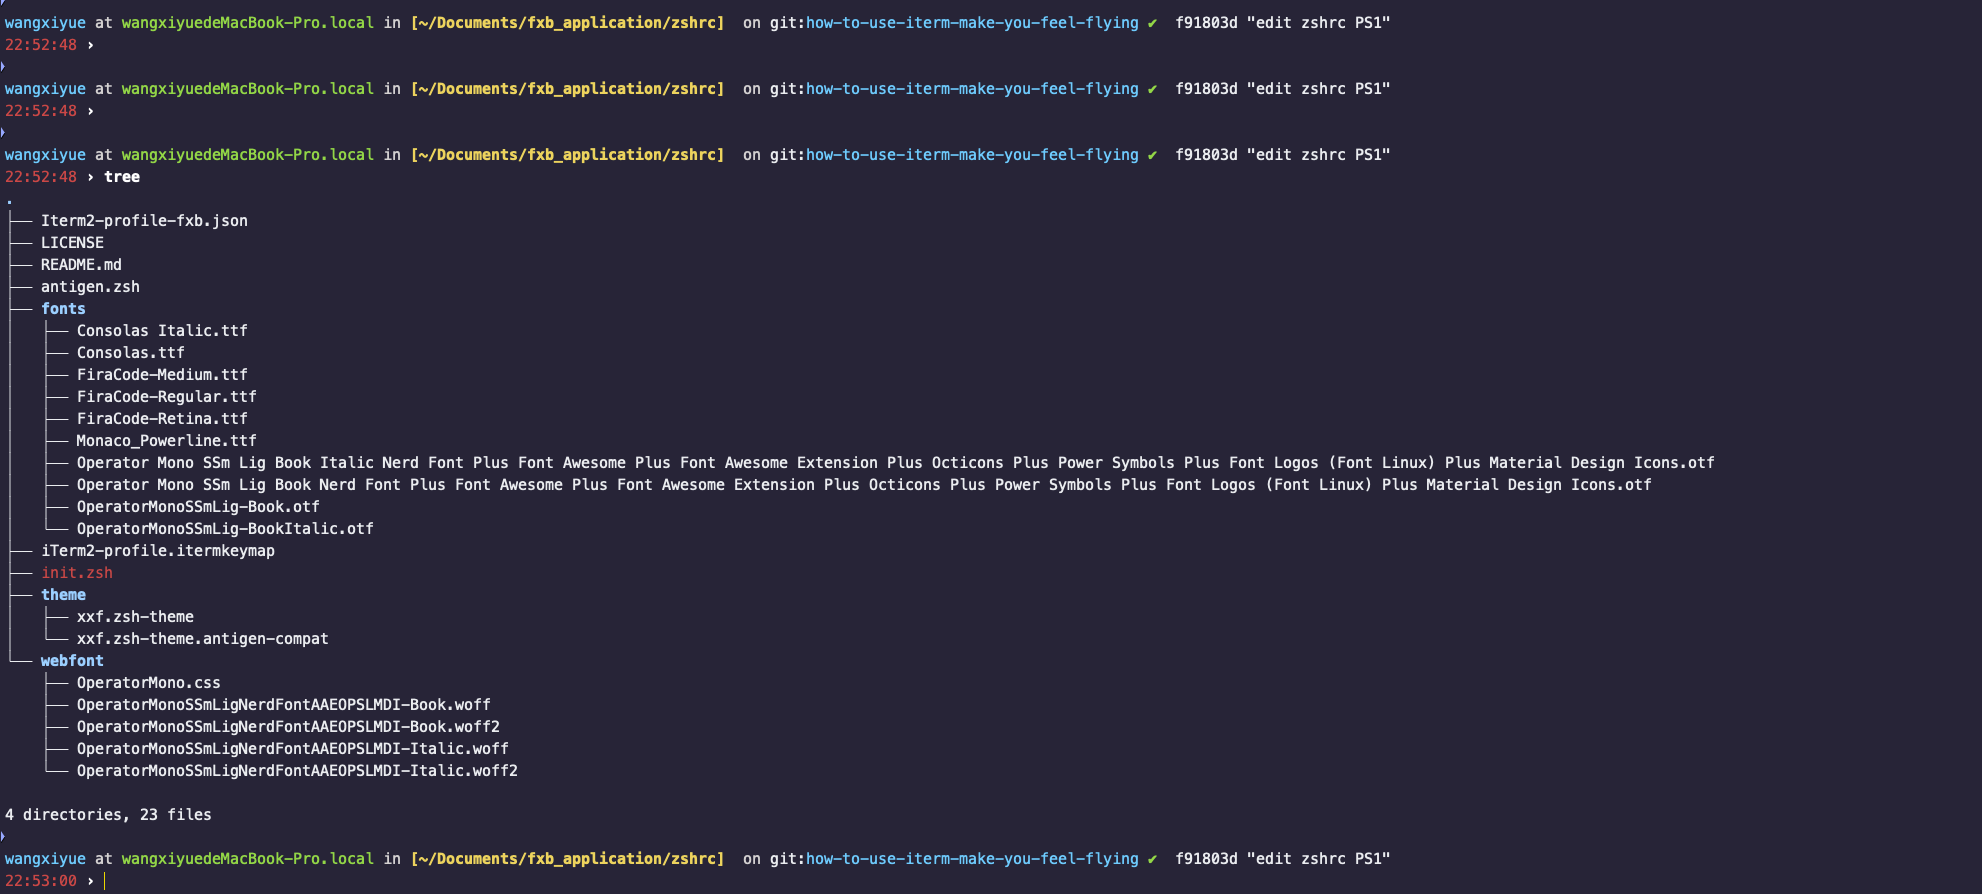 wangxiyue at wangxiyuedeMacBook-Pro.local in [~/Documents/fxb_application/zshrc]  on git:how-to-use-iterm-make-you-feel-flying ✔  f91803d "edit zshrc PS1"
22:52:48 ›
wangxiyue at wangxiyuedeMacBook-Pro.local in [~/Documents/fxb_application/zshrc]  on git:how-to-use-iterm-make-you-feel-flying ✔  f91803d "edit zshrc PS1"
22:52:48 ›
wangxiyue at wangxiyuedeMacBook-Pro.local in [~/Documents/fxb_application/zshrc]  on git:how-to-use-iterm-make-you-feel-flying ✔  f91803d "edit zshrc PS1"
22:52:48 › tree
.
├── Iterm2-profile-fxb.json
├── LICENSE
├── README.md
├── antigen.zsh
├── fonts
│   ├── Consolas Italic.ttf
│   ├── Consolas.ttf
│   ├── FiraCode-Medium.ttf
│   ├── FiraCode-Regular.ttf
│   ├── FiraCode-Retina.ttf
│   ├── Monaco_Powerline.ttf
│   ├── Operator Mono SSm Lig Book Italic Nerd Font Plus Font Awesome Plus Font Awesome Extension Plus Octicons Plus Power Symbols Plus Font Logos (Font Linux) Plus Material Design Icons.otf
│   ├── Operator Mono SSm Lig Book Nerd Font Plus Font Awesome Plus Font Awesome Extension Plus Octicons Plus Power Symbols Plus Font Logos (Font Linux) Plus Material Design Icons.otf
│   ├── OperatorMonoSSmLig-Book.otf
│   └── OperatorMonoSSmLig-BookItalic.otf
├── iTerm2-profile.itermkeymap
├── init.zsh
├── theme
│   ├── xxf.zsh-theme
│   └── xxf.zsh-theme.antigen-compat
└── webfont
    ├── OperatorMono.css
    ├── OperatorMonoSSmLigNerdFontAAEOPSLMDI-Book.woff
    ├── OperatorMonoSSmLigNerdFontAAEOPSLMDI-Book.woff2
    ├── OperatorMonoSSmLigNerdFontAAEOPSLMDI-Italic.woff
    └── OperatorMonoSSmLigNerdFontAAEOPSLMDI-Italic.woff2
4 directories, 23 files
wangxiyue at wangxiyuedeMacBook-Pro.local in [~/Documents/fxb_application/zshrc]  on git:how-to-use-iterm-make-you-feel-flying ✔  f91803d "edit zshrc PS1"
22:53:00 ›